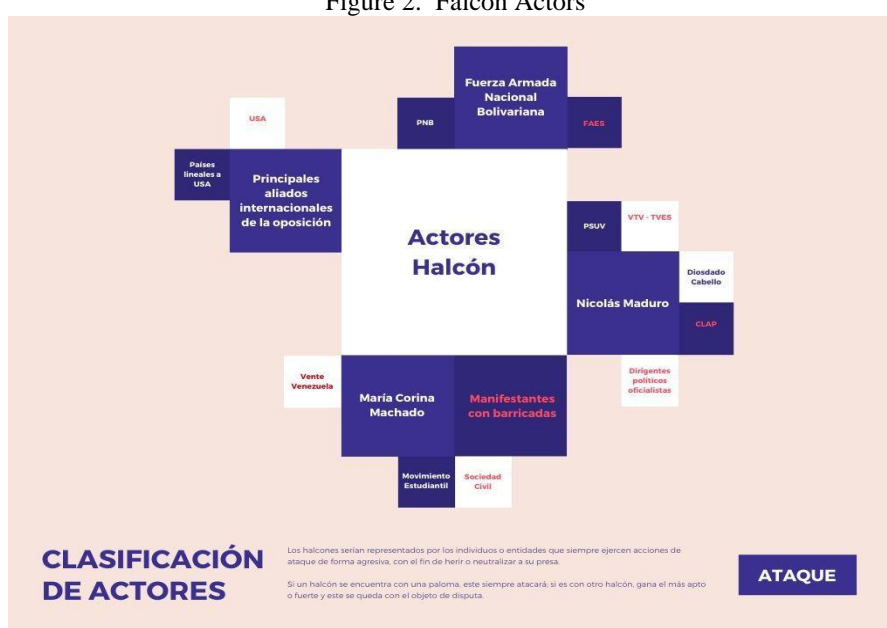 Figure 2. Falcon Actors
Fuerza Armada
Nacional
Bolivariana
USA
PNB
FAES
Países
lineales a
USA
Principales
aliados
internacionales
de la oposición
Actores
Halcón
PSUV
VTV - TVES
Diosdado
Cabello
Nicolás Maduro
CLAP
Vente
Venezuela
María Corina
Machado
Manifestantes
con barricadas
Dirigentes
políticos
oficialistas
Movimiento
Estudiantil
Sociedad
Civil
CLASIFICACIÓN
DE ACTORES
Los halcones serían representados por los individuos o entidades que siempre ejercen acciones de
ataque de forma agresiva, con el fin de herir o neutralizar a su presa.
Si un halcón se encuentra con una paloma, este siempre atacará; si es con otro halcón, gana el más apto
o fuerte y este se queda con el objeto de disputa.
ATAQUE